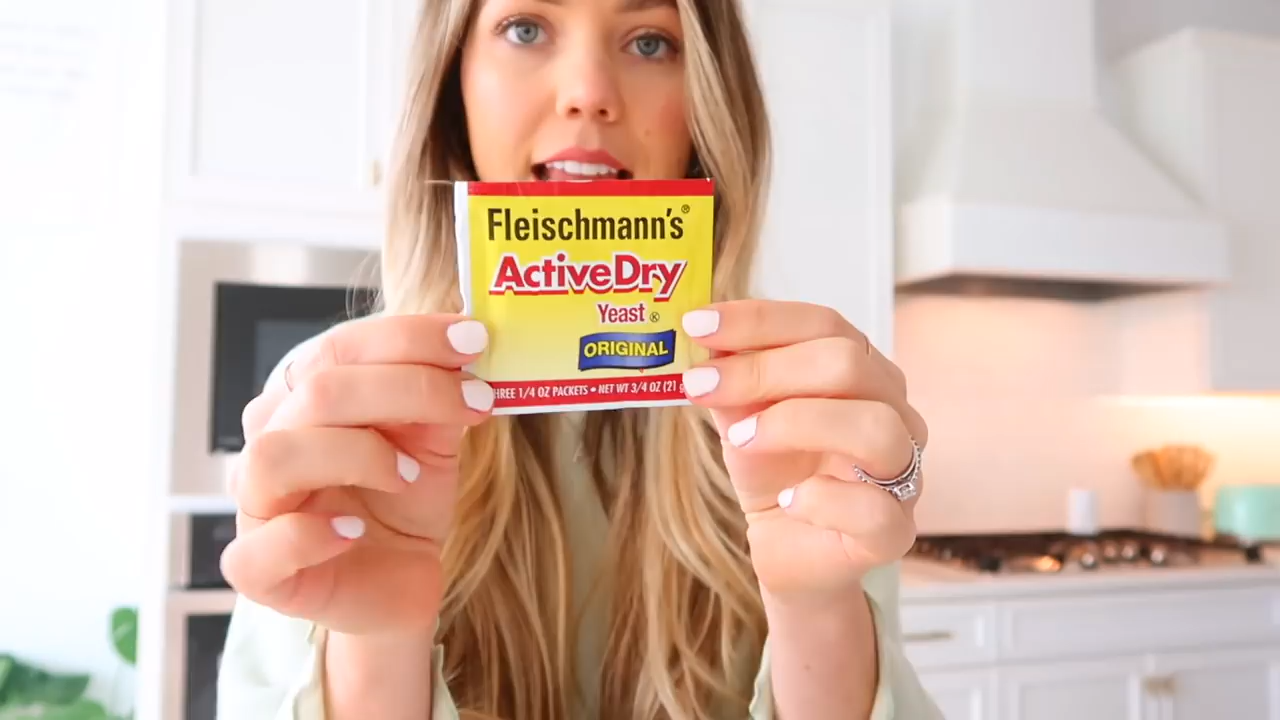 Fleischmann's®
ActiveDry
Yeast
ORIGINAL
HREE 1/4 OZ PACKETS • NET WT 3/4 OZ (21 g